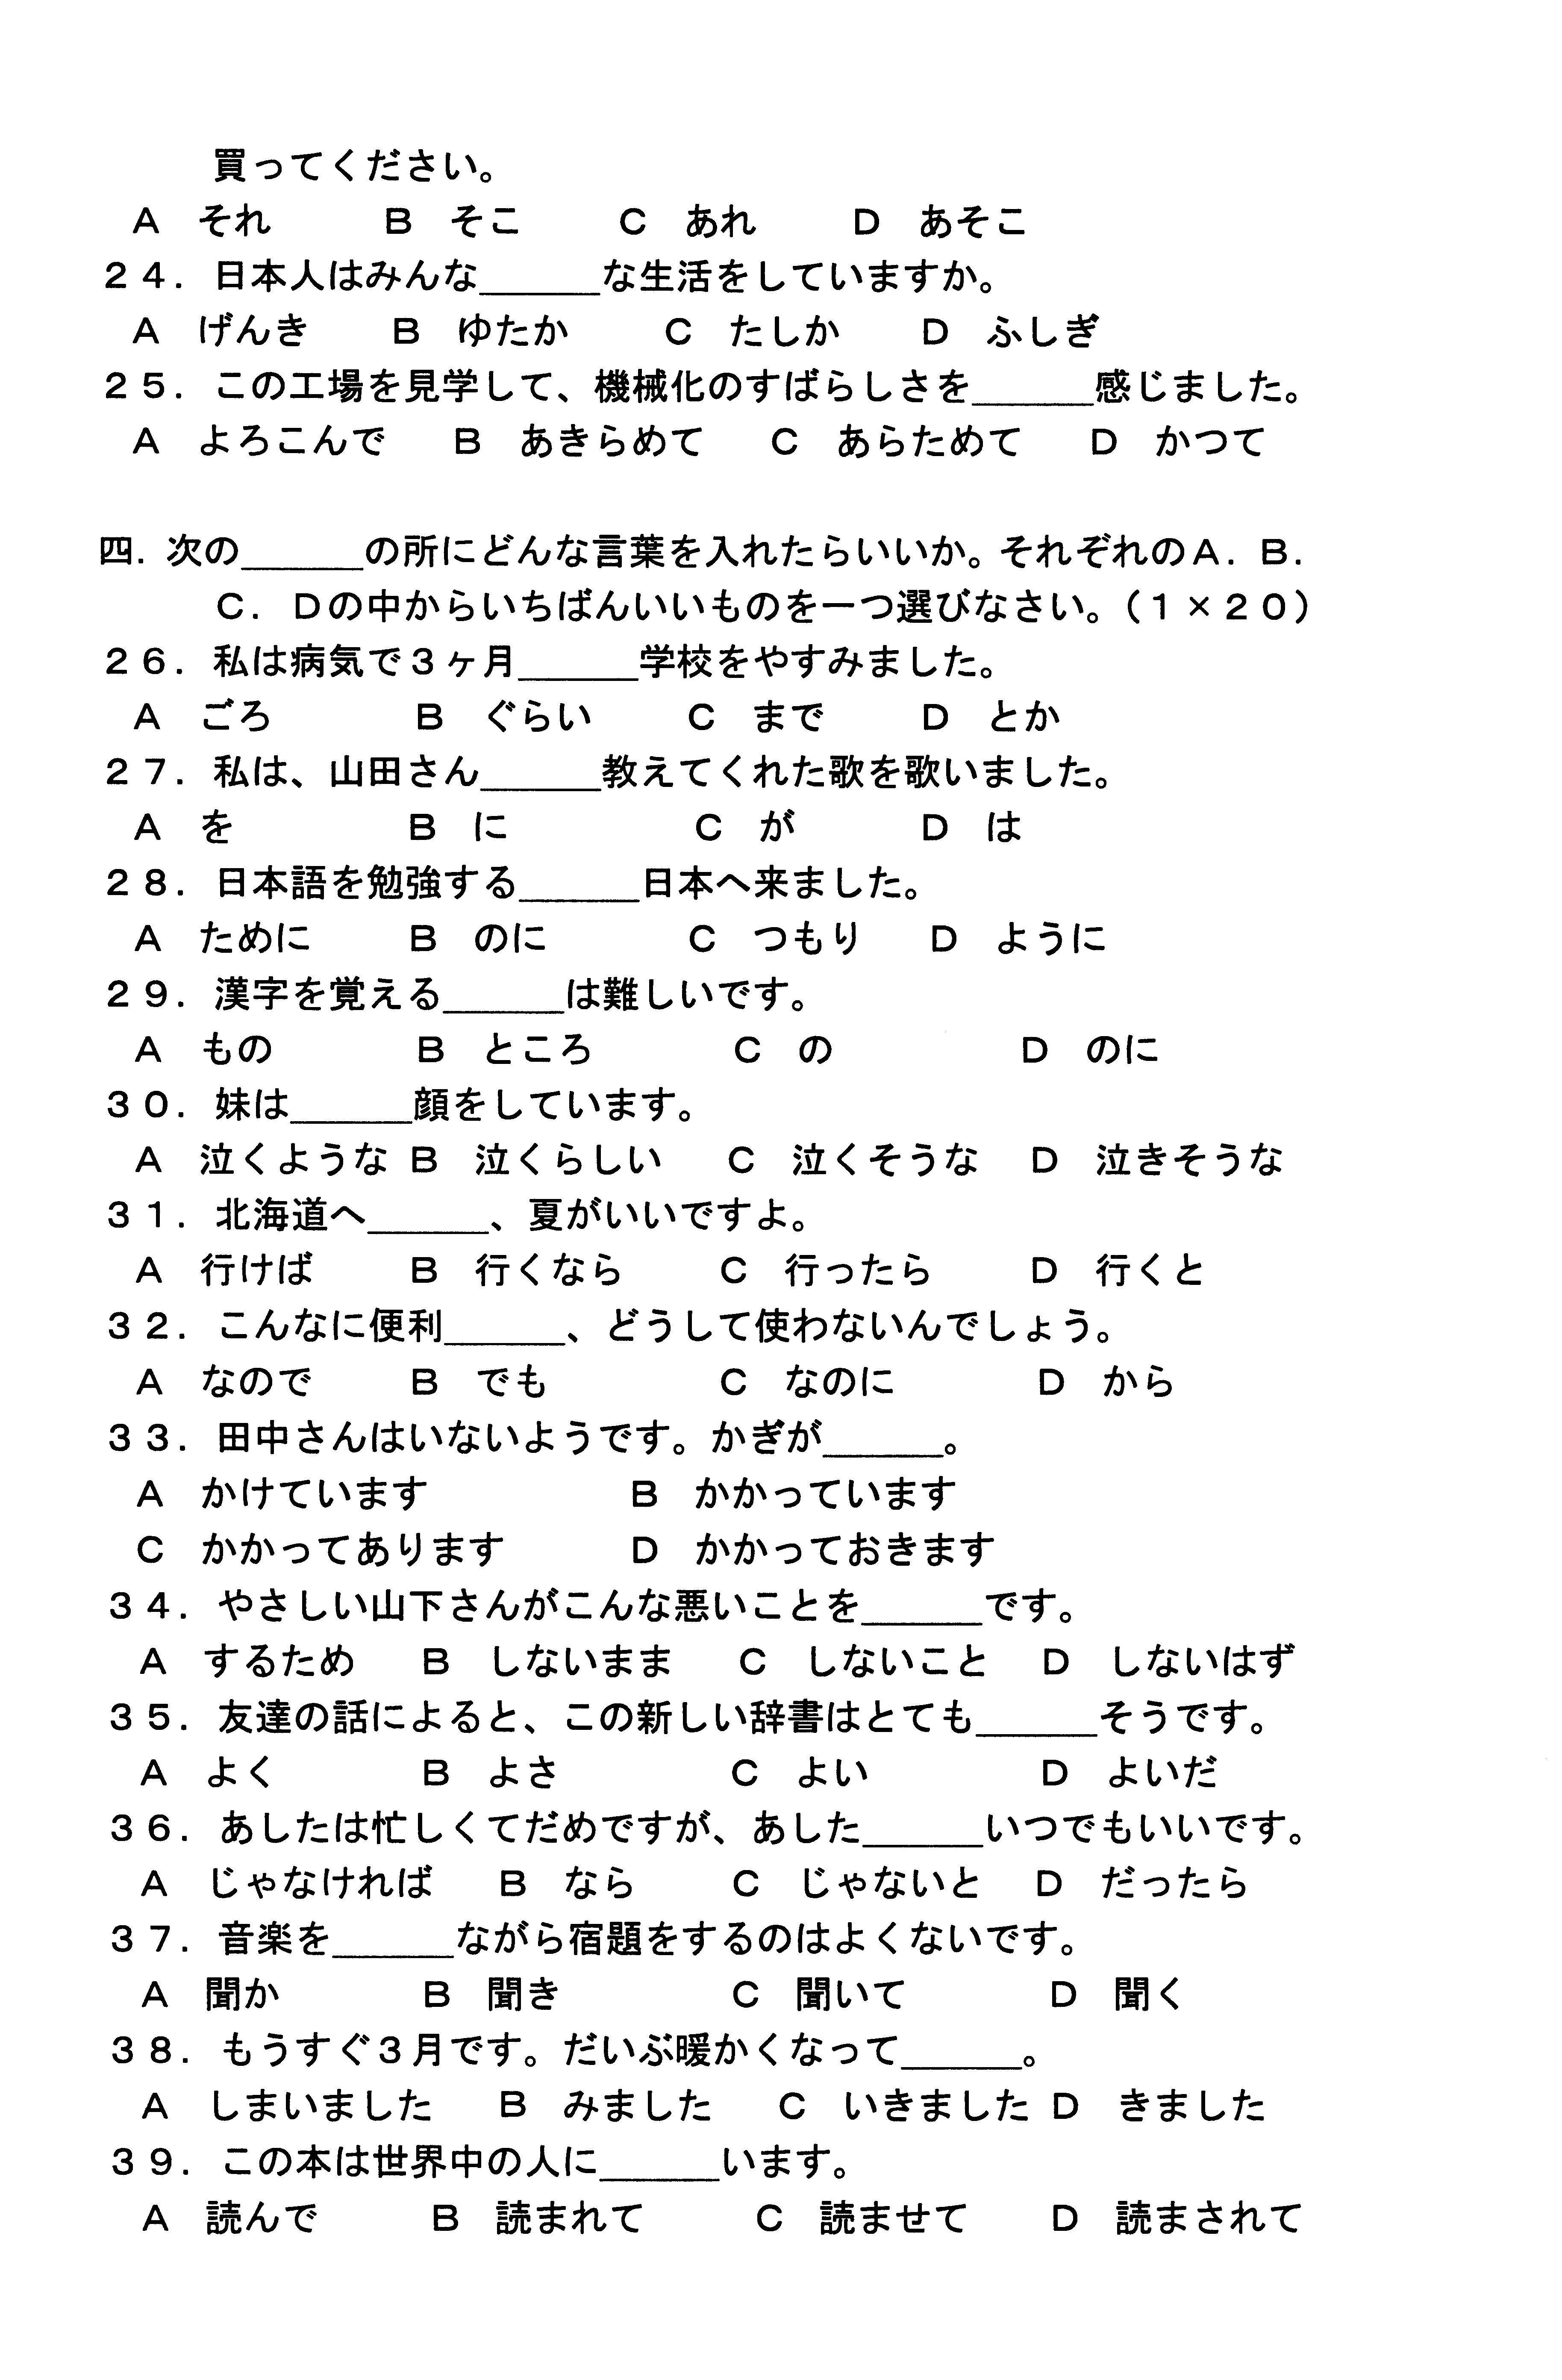 買ってください。
A それ B そこ C あれ D あそこ
24. 日本人はみんな______な生活をしていますか。
A げんき B ゆたか C たしか D ふしぎ
25. この工場を見学して、機械化のすばらしさを______感じました。
A よろこんで B あきらめて C あらためて D かつて
四. 次の______の所にどんな言葉を入れたらいいか。それぞれのA. B.
C. Dの中からいちばんいいものを一つ選びなさい。(1×20)
26. 私は病気で3ヶ月______学校をやすみました。
A ごろ B ぐらい C まで D とか
27. 私は、山田さん______教えてくれた歌を歌いました。
A を B に C が D は
28. 日本語を勉強する______日本へ来ました。
A ために B のに C つもり D ように
29. 漢字を覚える______は難しいです。
A もの B ところ C の D のに
30. 妹は______顔をしています。
A 泣くような B 泣くらしい C 泣くそうな D 泣きそうな
31. 北海道へ______、夏がいいですよ。
A 行けば B 行くなら C 行ったら D 行くと
32. こんなに便利______、どうして使わないんでしょう。
A なので B でも C なのに D から
33. 田中さんはいないようです。かぎが______。
A かけています B かかっています
C かかってあります D かかっておきます
34. やさしい山下さんがこんな悪いことを______です。
A するため B しないまま C しないこと D しないはず
35. 友達の話によると、この新しい辞書はとても______そうです。
A よく B よさ C よい D よいだ
36. あしたは忙しくてだめですが、あした______いつでもいいです。
A じゃなければ B なら C じゃないと D だったら
37. 音楽を______ながら宿題をするのはよくないです。
A 聞か B 聞き C 聞いて D 聞く
38. もうすぐ3月です。だいぶ暖かくなって______。
A しまいました B みました C いきました D きました
39. この本は世界中の人に______います。
A 読んで B 読まれて C 読ませて D 読まされて